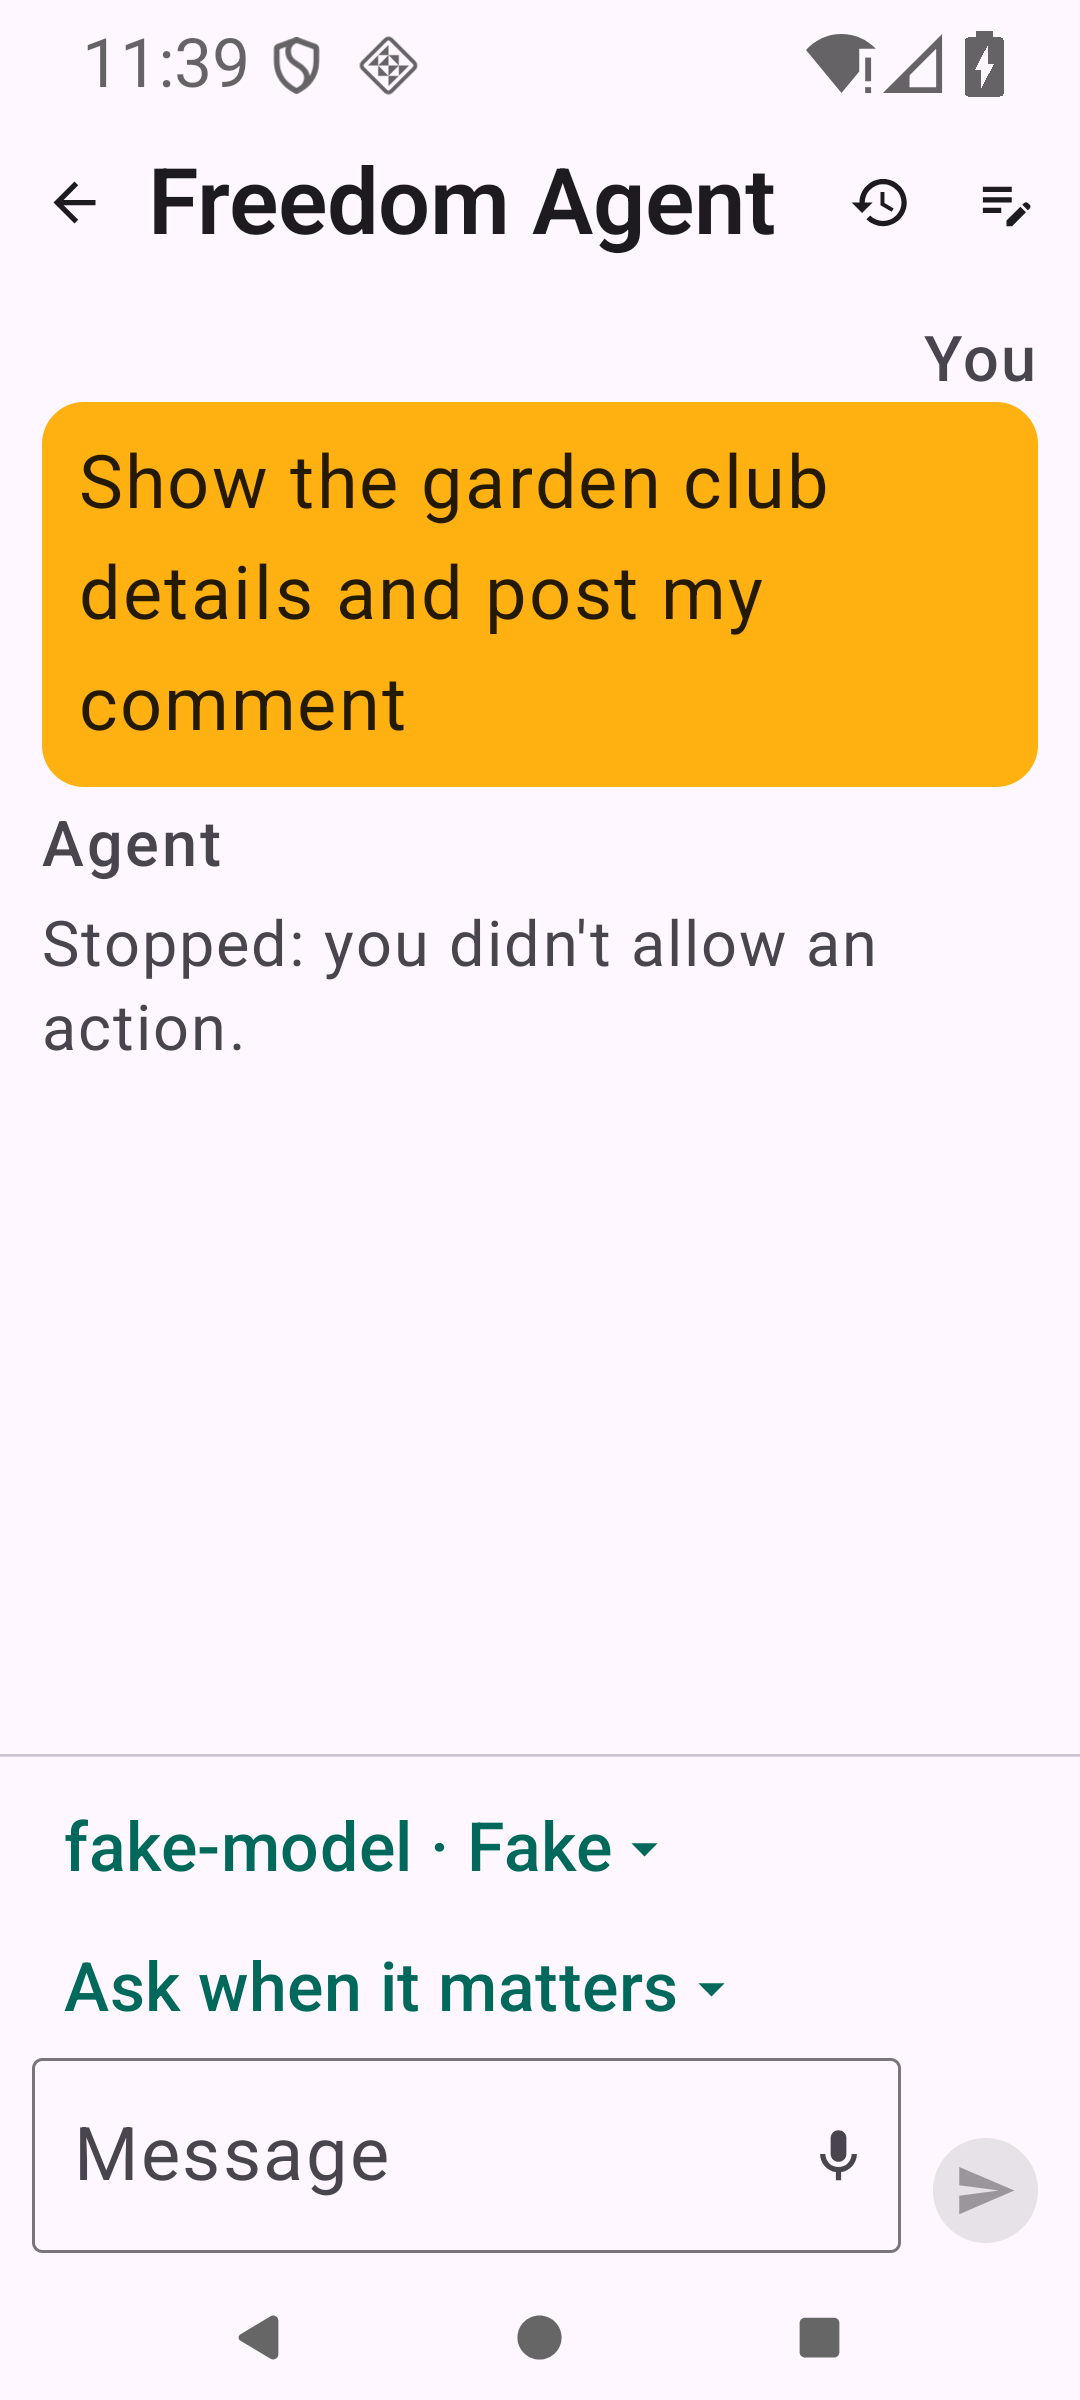 11:39
Freedom Agent
You
Show the garden club
details and post my
comment
Agent
Stopped: you didn't allow an
action.
fake-model · Fake
Ask when it matters
Message